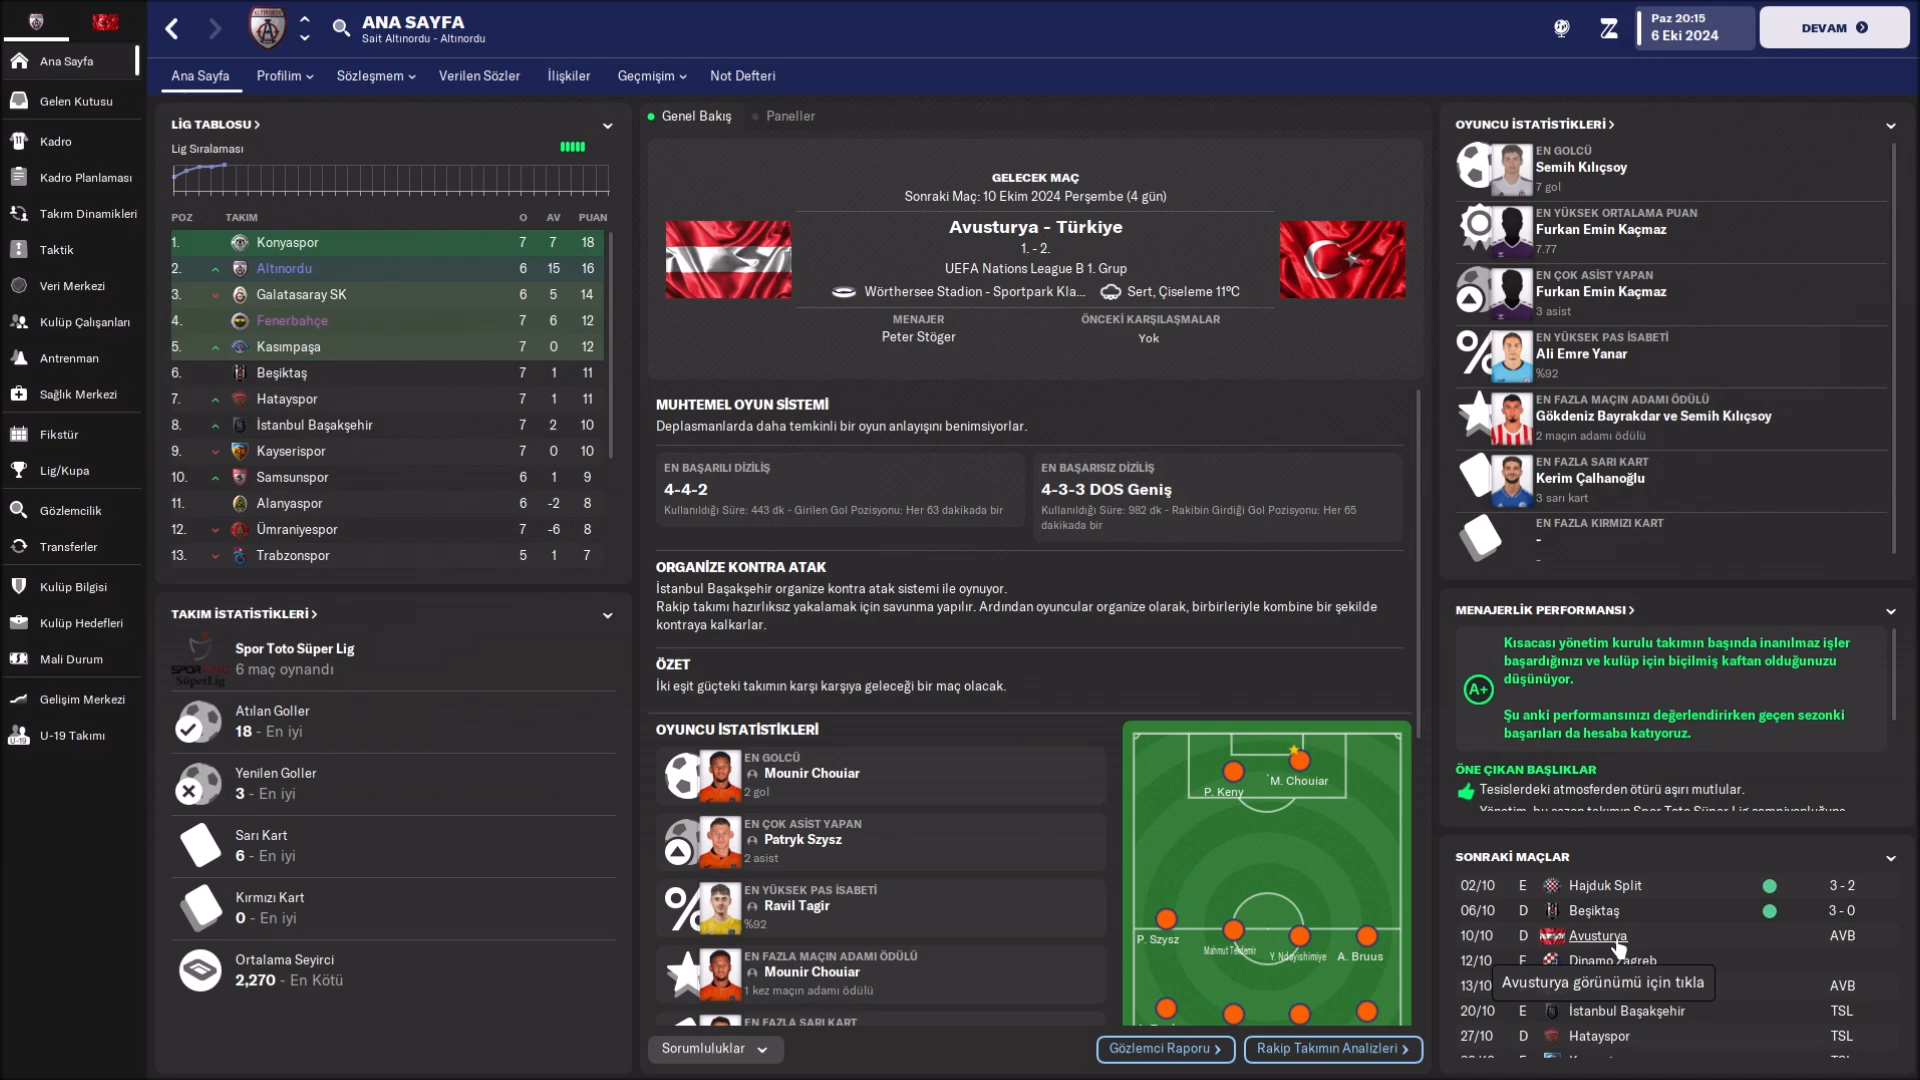 ANA SAYFA
Sait Altınordu - Altınordu
Paz 20:15
6 Eki 2024
DEVAM
Ana Sayfa
Profilim
Sözleşmem
Verilen Sözler
İlişkiler
Geçmişim
Not Defteri
Ana Sayfa
Gelen Kutusu
Kadro
Kadro Planlaması
Takım Dinamikleri
Taktik
Veri Merkezi
Kulüp Çalışanları
Antrenman
Sağlık Merkezi
Fikstür
Lig/Kupa
Gözlemcilik
Transferler
Kulüp Bilgisi
Kulüp Hedefleri
Mali Durum
Gelişim Merkezi
U-19 Takımı
LİG TABLOSU >
Lig Sıralaması
POZ TAKIM O AV PUAN
1. Konyaspor 7 7 18
2. Altınordu 6 15 16
3. Galatasaray SK 6 5 14
4. Fenerbahçe 7 6 12
5. Kasımpaşa 7 0 12
6. Beşiktaş 7 1 11
7. Hatayspor 7 1 11
8. İstanbul Başakşehir 7 2 10
9. Kayserispor 7 0 10
10. Samsunspor 6 1 9
11. Alanyaspor 6 -2 8
12. Ümraniyespor 7 -6 8
13. Trabzonspor 5 1 7
TAKIM İSTATİSTİKLERİ >
Spor Toto Süper Lig
6 maç oynandı
Atılan Goller
18 - En iyi
Yenilen Goller
3 - En iyi
Sarı Kart
6 - En iyi
Kırmızı Kart
0 - En iyi
Ortalama Seyirci
2,270 - En Kötü
Genel Bakış
Paneller
GELECEK MAÇ
Sonraki Maç: 10 Ekim 2024 Perşembe (4 gün)
Avusturya - Türkiye
1. - 2.
UEFA Nations League B 1. Grup
Wörthersee Stadion - Sportpark Kla... Sert, Çiseleme 11°C
MENAJER
Peter Stöger
ÖNCEKİ KARŞILAŞMALAR
Yok
MUHTEMEL OYUN SİSTEMİ
Deplasmanlarda daha temkinli bir oyun anlayışını benimsiyorlar.
EN BAŞARILI DİZİLİŞ
4-4-2
Kullanıldığı Süre: 443 dk - Girilen Gol Pozisyonu: Her 63 dakikada bir
EN BAŞARISIZ DİZİLİŞ
4-3-3 DOS Geniş
Kullanıldığı Süre: 982 dk - Rakibin Girdiği Gol Pozisyonu: Her 65
dakikada bir
ORGANIZE KONTRA ATAK
İstanbul Başakşehir organize kontra atak sistemi ile oynuyor.
Rakip takımı hazırlıksız yakalamak için savunma yapılır. Ardından oyuncular organize olarak, birbirleriyle kombine bir şekilde
kontraya kalkarlar.
ÖZET
İki eşit güçteki takımın karşı karşıya geleceği bir maç olacak.
OYUNCU İSTATİSTİKLERİ
EN GOLCÜ
Mounir Chouiar
2 gol
EN ÇOK ASİST YAPAN
Patryk Szysz
2 asist
EN YÜKSEK PAS İSABETİ
Ravil Tagir
%92
EN FAZLA MAÇIN ADAMI ÖDÜLÜ
Mounir Chouiar
1 kez maçın adamı ödülü
EN FAZLA SARI KART
P. Keny
M. Chouiar
P. Szysz
Mahmut Tekdemir
Y. Ndayishimiye
A. Bruus
Sorumluluklar
Gözlemci Raporu >
Rakip Takımın Analizleri >
OYUNCU İSTATİSTİKLERİ >
EN GOLCÜ
Semih Kılıçsoy
7 gol
EN YÜKSEK ORTALAMA PUAN
Furkan Emin Kaçmaz
7.77
EN ÇOK ASİST YAPAN
Furkan Emin Kaçmaz
3 asist
EN YÜKSEK PAS İSABETİ
Ali Emre Yanar
%92
EN FAZLA MAÇIN ADAMI ÖDÜLÜ
Gökdeniz Bayrakdar ve Semih Kılıçsoy
2 maçın adamı ödülü
EN FAZLA SARI KART
Kerim Çalhanoğlu
3 sarı kart
EN FAZLA KIRMIZI KART
-
-
MENAJERLİK PERFORMANSI >
A+
Kısacası yönetim kurulu takımın başında inanılmaz işler
başardığınızı ve kulüp için biçilmiş kaftan olduğunuzu
düşünüyor.
Şu anki performansınızı değerlendirirken geçen sezonki
başarıları da hesaba katıyoruz.
ÖNE ÇIKAN BAŞLIKLAR
Tesislerdeki atmosferden ötürü aşırı mutlular.
SONRAKİ MAÇLAR
02/10 E Hajduk Split 3 - 2
06/10 D Beşiktaş 3 - 0
10/10 D Avusturya AVB
12/10 E Dinamo Zagreb
13/10 AVB
Avusturya görünümü için tıkla
20/10 E İstanbul Başakşehir TSL
27/10 D Hatayspor TSL